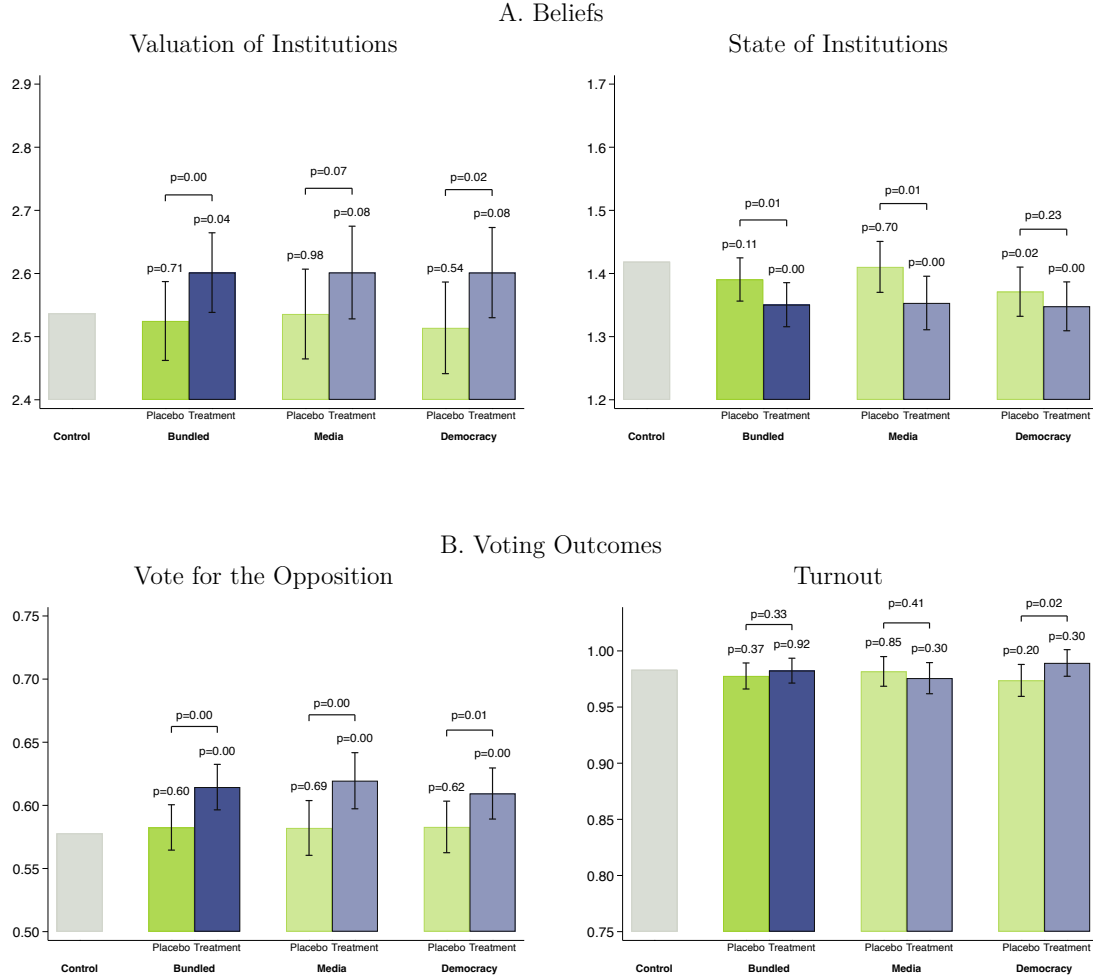 A. Beliefs
Valuation of Institutions
2.9
2.8
2.7
2.6
2.5
2.4
p=0.00
p=0.07
p=0.02
p=0.71
p=0.04
p=0.98
p=0.08
p=0.54
p=0.08
Placebo Treatment Placebo Treatment Placebo Treatment
Control Bundled Media Democracy
State of Institutions
1.7
1.6
1.5
1.4
1.3
1.2
p=0.01
p=0.01
p=0.23
p=0.11
p=0.00
p=0.70
p=0.00
p=0.02
p=0.00
Placebo Treatment Placebo Treatment Placebo Treatment
Control Bundled Media Democracy
B. Voting Outcomes
Vote for the Opposition
0.75
0.70
0.65
0.60
0.55
0.50
p=0.00
p=0.00
p=0.01
p=0.60
p=0.00
p=0.69
p=0.00
p=0.62
p=0.00
Placebo Treatment Placebo Treatment Placebo Treatment
Control Bundled Media Democracy
Turnout
1.00
0.95
0.90
0.85
0.80
0.75
p=0.33
p=0.41
p=0.02
p=0.37
p=0.92
p=0.85
p=0.30
p=0.20
p=0.30
Placebo Treatment Placebo Treatment Placebo Treatment
Control Bundled Media Democracy